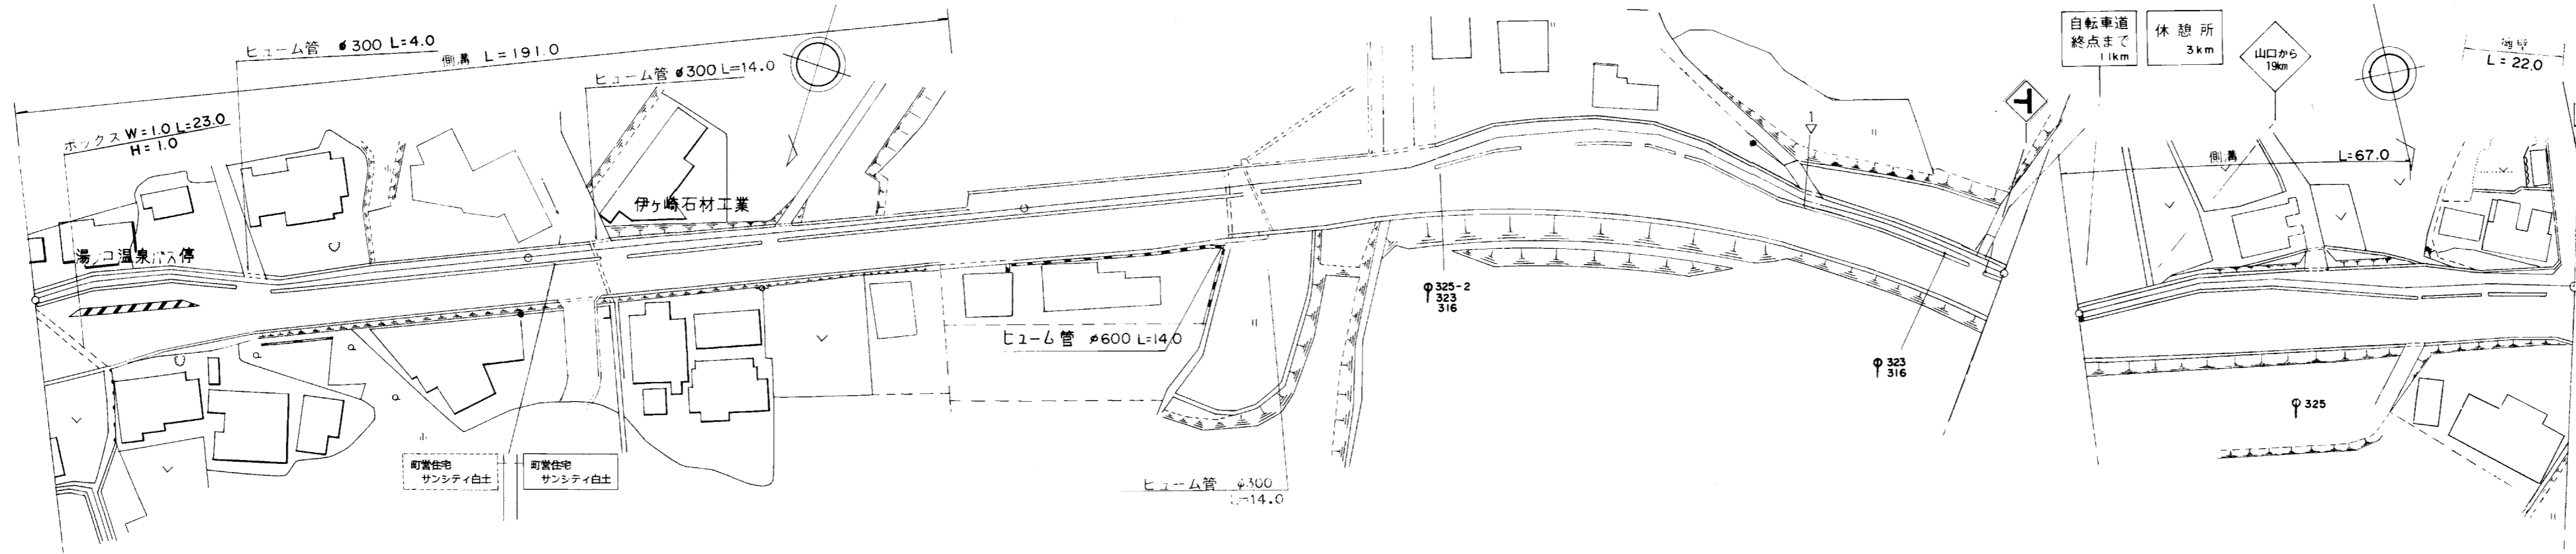 ヒューム管 φ300 L=4.0
側溝 L=191.0
ヒューム管 φ300 L=14.0
ボックス W=1.0 L=23.0
H=1.0
伊ヶ崎石材工業
湯ノコ温泉バス停
町営住宅
サンシティ白土
町営住宅
サンシティ白土
ヒューム管 φ600 L=14.0
ヒューム管 φ300
L=14.0
325-2
323
316
1
323
316
自転車道
終点まで
11km
休憩所
3km
山口から
19km
L=22.0
側溝 L=67.0
325